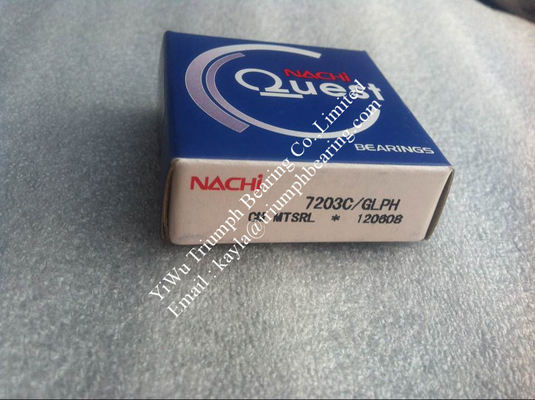 NACHi
Quest
BEARINGS
NACHi
7203C/GLPH
MTSRL * 120608
YiWu Triumph Bearing Co. Limited
Email : kayla@triumphbearing.com